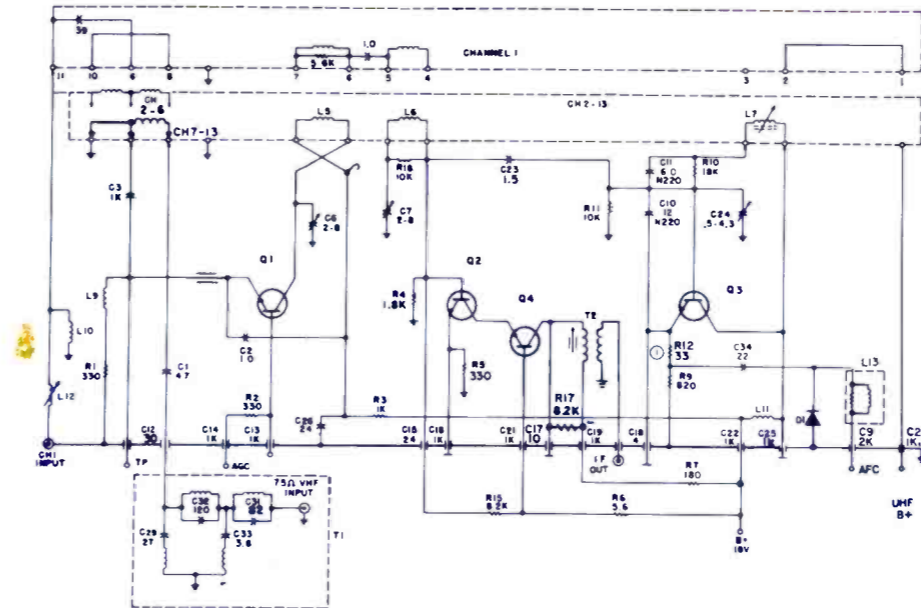 39
1.0
CHANNEL 1
5.6K
11
10
9
8
7
6
5
4
3
2
1
CH
2-6
CH 2-13
CH7-13
L5
L6
L7
R18
10K
C23
1.5
C11
6.0
N220
R10
18K
C3
1K
C6
2-8
C7
2-8
R11
10K
C10
12
N220
C24
.5-4.3
Q1
Q2
Q4
Q3
L9
R4
1.8K
T2
L10
C2
10
R5
330
R12
33
C34
22
R1
330
C1
47
R9
820
L13
L12
R2
330
R3
1K
R17
8.2K
L11
C26
24
D1
CH1
INPUT
C12
30
C14
1K
C13
1K
C15
24
C16
1K
C21
1K
C17
10
C19
1K
C18
4
C22
1K
C25
1K
C9
2K
1K
TP
AGC
IF
OUT
R7
180
AFC
UHF
B+
75Ω VHF
INPUT
C32
120
C31
82
R15
8.2K
R6
5.6
C29
27
C33
3.6
T1
B+
18V